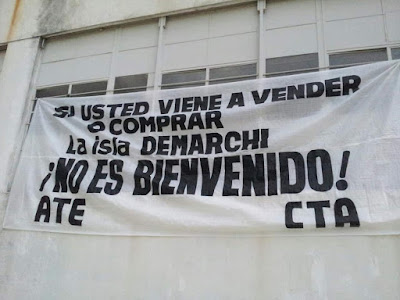 SI USTED VIENE A VENDER
O COMPRAR
La isla DEMARCHI
¡NO ES BIENVENIDO!
ATE CTA